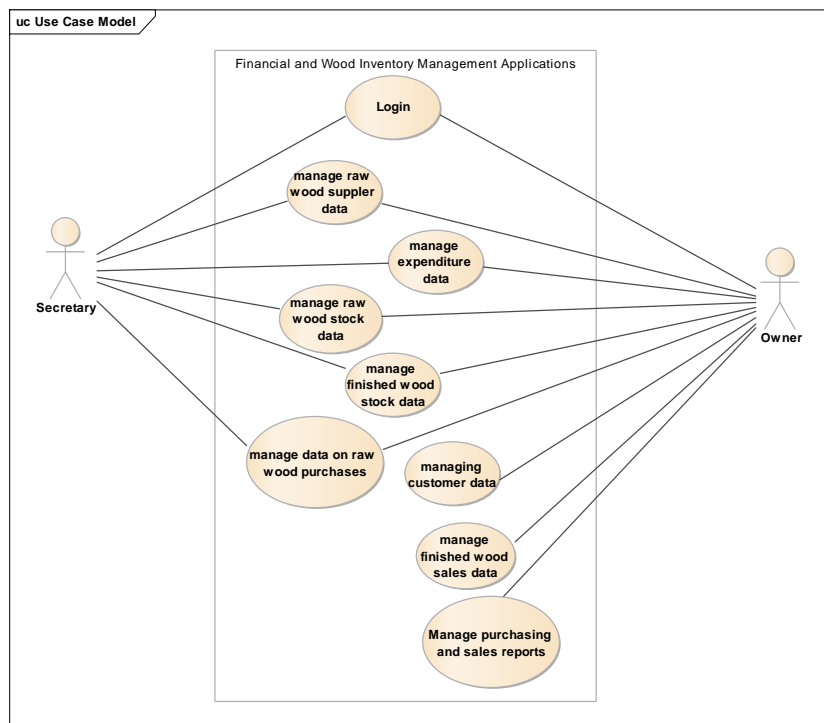 uc Use Case Model
Financial and Wood Inventory Management Applications
Login
manage raw
wood suppler
data
manage
expenditure
data
Secretary
manage raw
wood stock
data
Owner
manage
finished wood
stock data
manage data on raw
wood purchases
managing
customer data
manage
finished wood
sales data
Manage purchasing
and sales reports